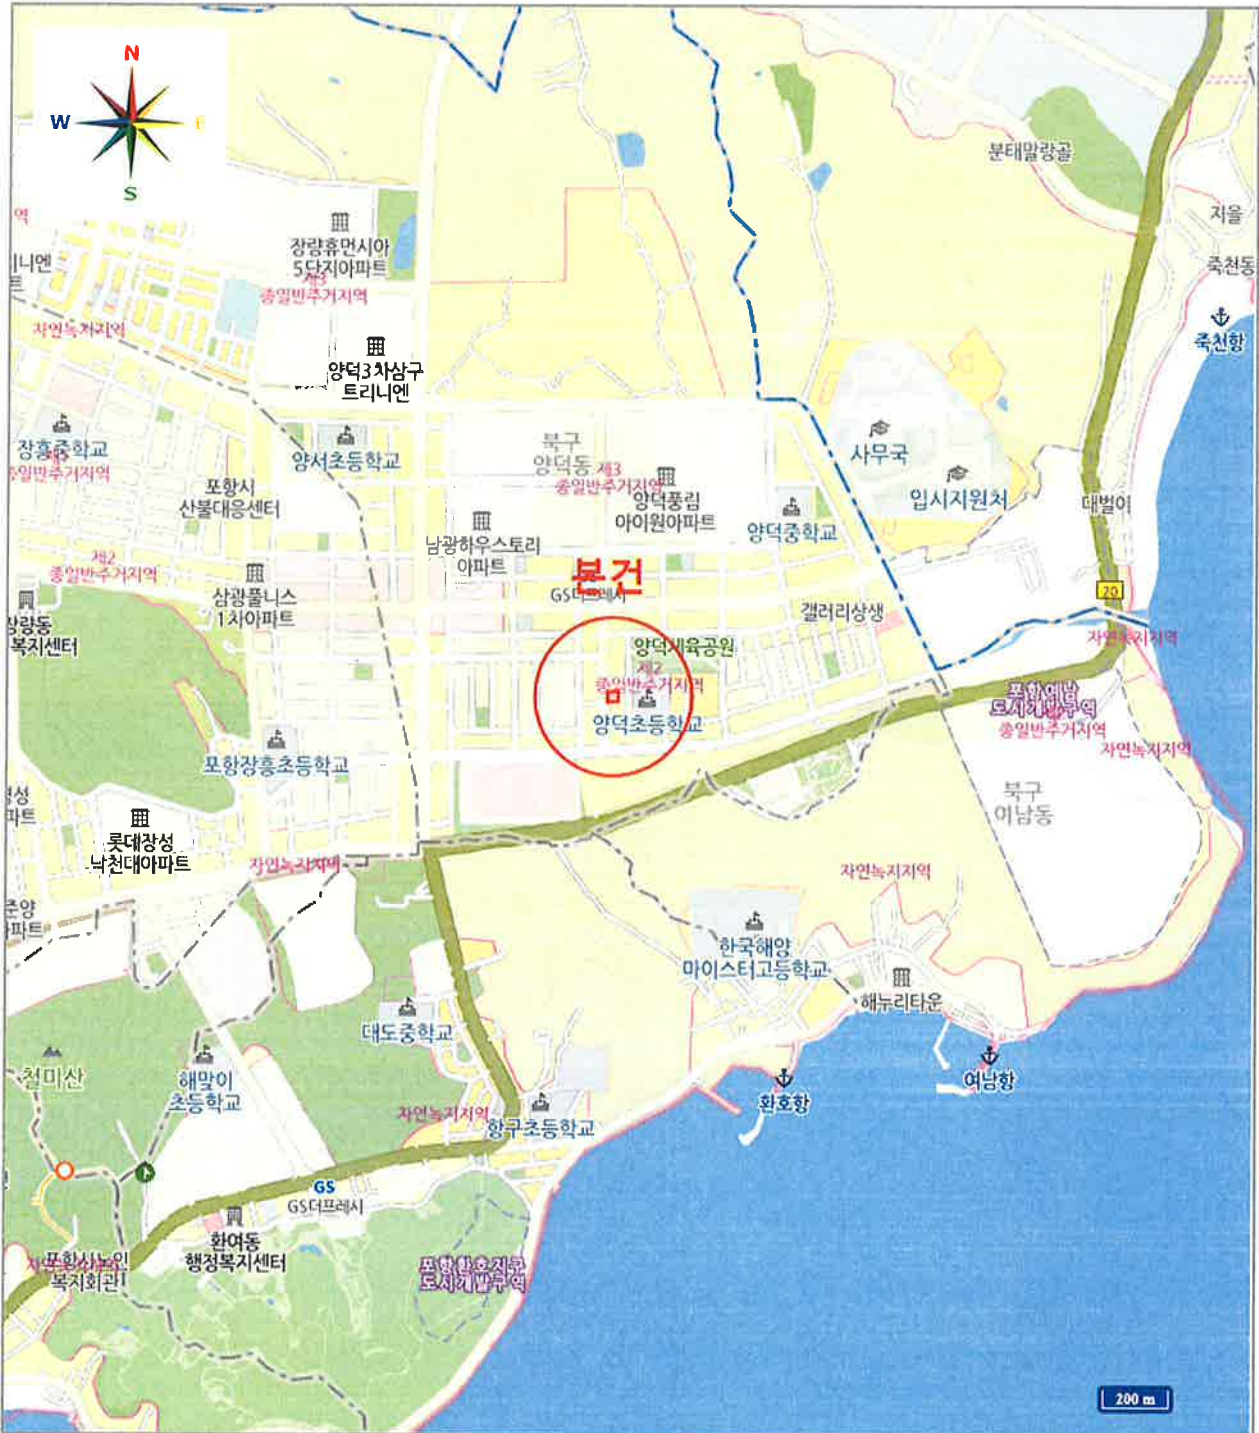 N
W
E
S
분태말랑골
지을
죽천동
죽천항
역
장량휴먼시아
5단지아파트
제3
종일반주거지역
자연녹지지역
양덕3차삼구
트리니엔
장흥중학교
종일반주거지역
양서초등학교
포항시
산불대응센터
북구
양덕동
제3
종일반주거지역
양덕풍림
아이원아파트
사무국
입시지원처
양덕중학교
대벌이
남광하우스토리
아파트
본건
GS더프레시
제2
종일반주거지역
삼광풀니스
1차아파트
장량동
복지센터
갤러리상생
20
자연녹지지역
양덕체육공원
제2
종일반주거지역
양덕초등학교
포항여남
도시개발구역
종일반주거지역
자연녹지지역
포항장흥초등학교
북구
여남동
롯데장성
낙천대아파트
자연녹지지역
자연녹지지역
한국해양
마이스터고등학교
해누리타운
대도중학교
철미산
해맞이
초등학교
여남항
환호항
자연녹지지역
항구초등학교
GS
GS더프레시
환여동
행정복지센터
포항시노인
복지회관
포항환호지구
도시개발구역
200 m